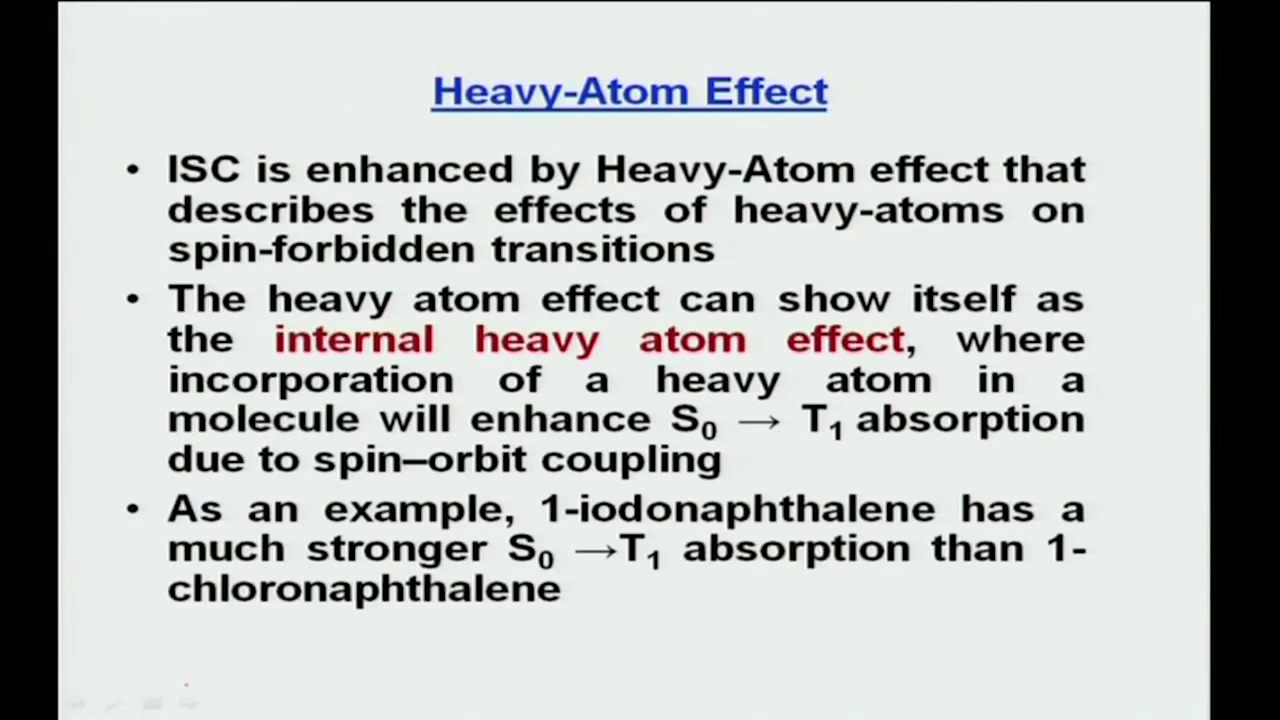 Heavy-Atom Effect
• ISC is enhanced by Heavy-Atom effect that
describes the effects of heavy-atoms on
spin-forbidden transitions
• The heavy atom effect can show itself as
the internal heavy atom effect, where
incorporation of a heavy atom in a
molecule will enhance S₀ → T₁ absorption
due to spin–orbit coupling
• As an example, 1-iodonaphthalene has a
much stronger S₀ →T₁ absorption than 1-
chloronaphthalene